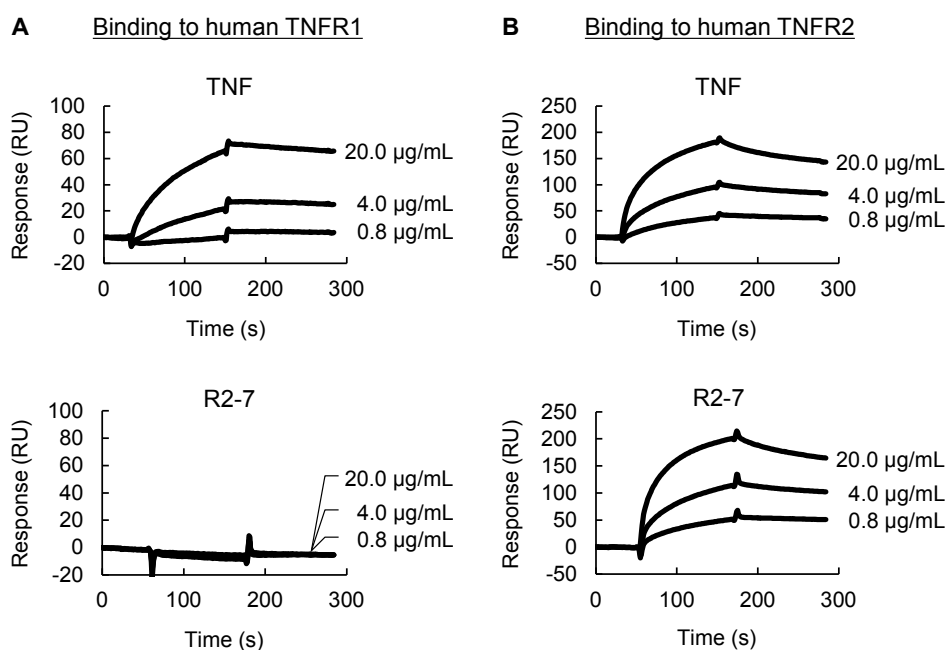 A Binding to human TNFR1
TNF
Response (RU)
100
80
60
40
20
0
-20
0 100 200 300
Time (s)
20.0 µg/mL
4.0 µg/mL
0.8 µg/mL
R2-7
Response (RU)
100
80
60
40
20
0
-20
0 100 200 300
Time (s)
20.0 µg/mL
4.0 µg/mL
0.8 µg/mL
B Binding to human TNFR2
TNF
Response (RU)
250
200
150
100
50
0
-50
0 100 200 300
Time (s)
20.0 µg/mL
4.0 µg/mL
0.8 µg/mL
R2-7
Response (RU)
250
200
150
100
50
0
-50
0 100 200 300
Time (s)
20.0 µg/mL
4.0 µg/mL
0.8 µg/mL